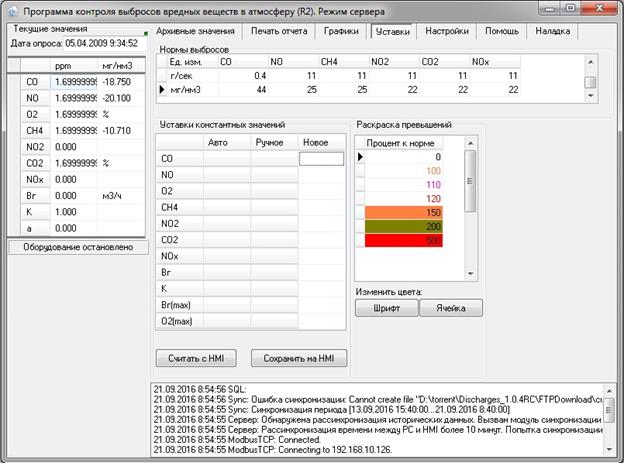 Программа контроля выбросов вредных веществ в атмосферу (R2). Режим сервера
Текущие значения
Дата опроса: 05.04.2009 9:34:52
ppm мг/нм3
CO 1.69999999 -18.750
NO 1.69999999 -20.100
O2 1.69999999 %
CH4 1.69999999 -10.710
NO2 0.000
CO2 1.69999999 %
NOx 0.000
Вг 0.000 м3/ч
К 1.000
a 0.000
Оборудование остановлено
Архивные значения Печать отчета Графики Уставки Настройки Помощь Наладка
Нормы выбросов
Ед. изм. CO NO CH4 NO2 CO2 NOx
г/сек 0.4 11 11 11 11 11
мг/нм3 44 25 25 22 22 22
Уставки константных значений
Авто Ручное Новое
CO
NO
O2
CH4
NO2
CO2
NOx
Вг
К
Вг(max)
O2(max)
Считать с HMI Сохранить на HMI
Раскраска превышений
Процент к норме
0
100
110
120
150
200
500
Изменить цвета:
Шрифт Ячейка
21.09.2016 8:54:56 SQL:
21.09.2016 8:54:56 Sync: Ошибка синхронизации: Cannot create file "D:\torrent\Discharges_1.0.4RC\FTPDownload\cu
21.09.2016 8:54:55 Sync: Синхронизация периода [13.09.2016 15:40:00...21.09.2016 8:40:00]
21.09.2016 8:54:55 Сервер: Обнаружена рассинхронизация исторических данных. Вызван модуль синхронизации
21.09.2016 8:54:55 Сервер: Рассинхронизация времени между PC и HMI более 10 минут. Попытка синхронизации
21.09.2016 8:54:55 ModbusTCP: Connected.
21.09.2016 8:54:55 ModbusTCP: Connecting to 192.168.10.126.